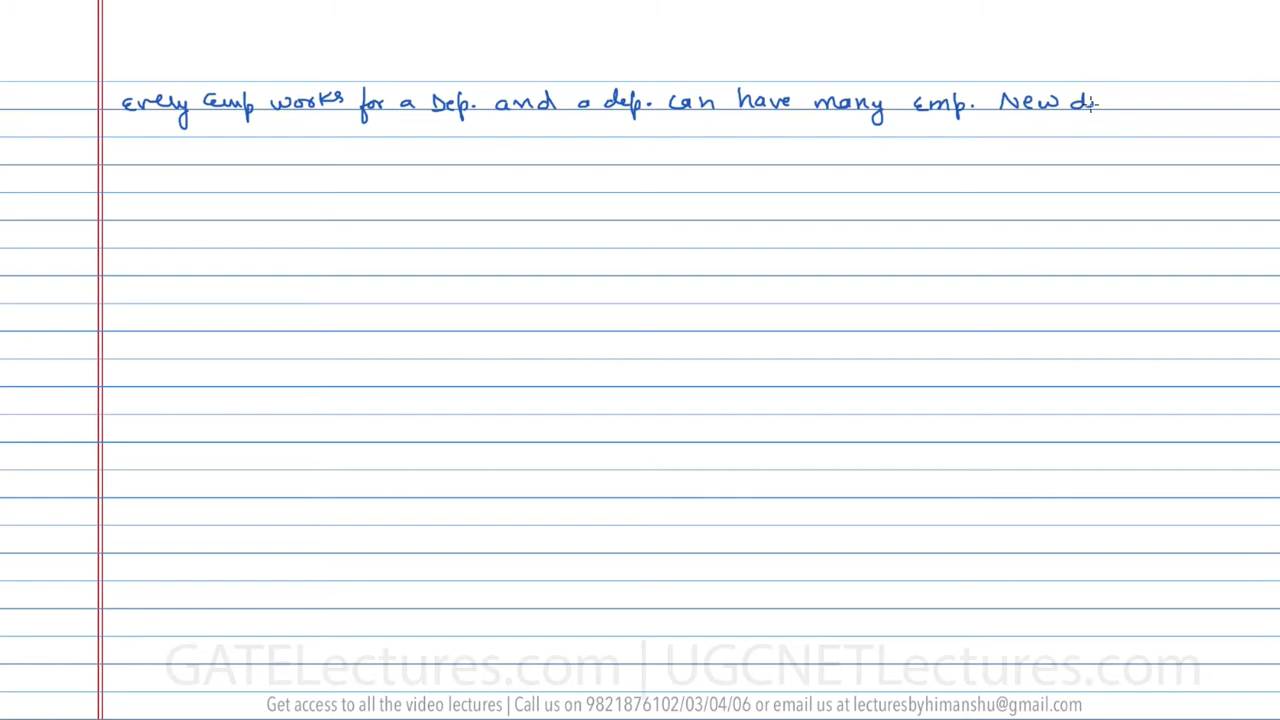 Every Emp works for a Dep. and a dep. can have many Emp. New
GATELectures.com | UGCNETLectures.com
Get access to all the video lectures | Call us on 9821876102/03/04/06 or email us at lecturesbyhimanshu@gmail.com